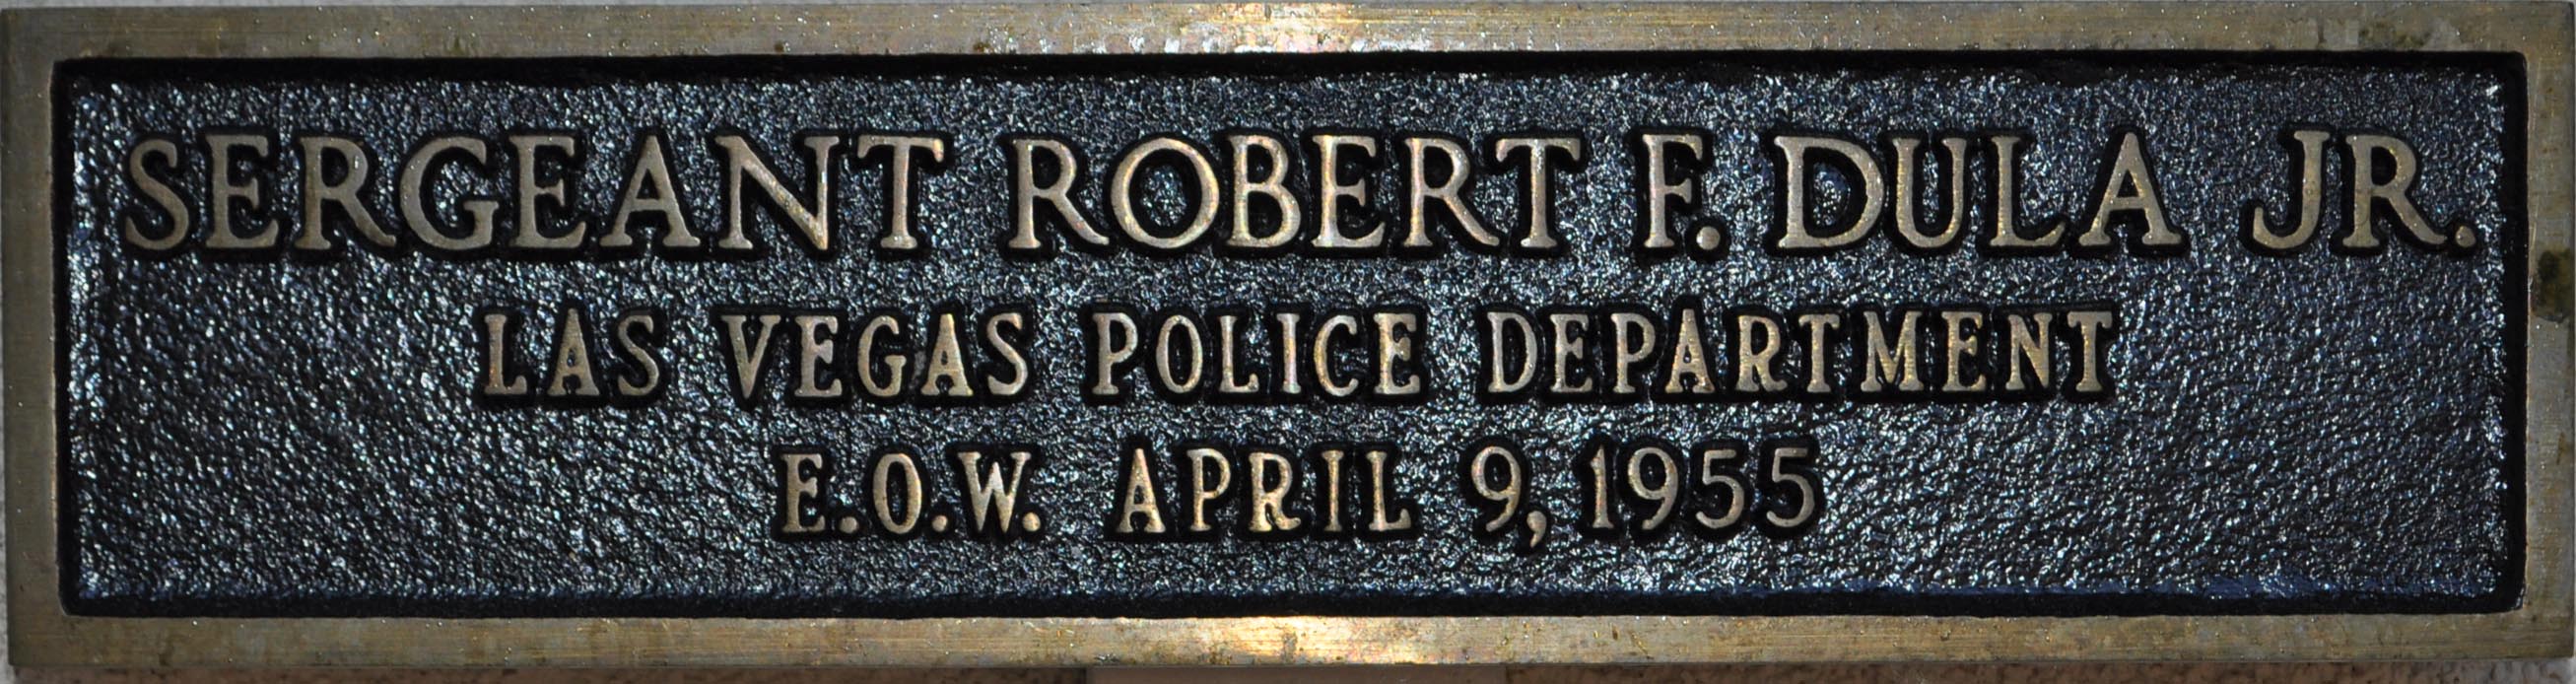 SERGEANT ROBERT F. DULA JR.
LAS VEGAS POLICE DEPARTMENT
E.O.W. APRIL 9, 1955